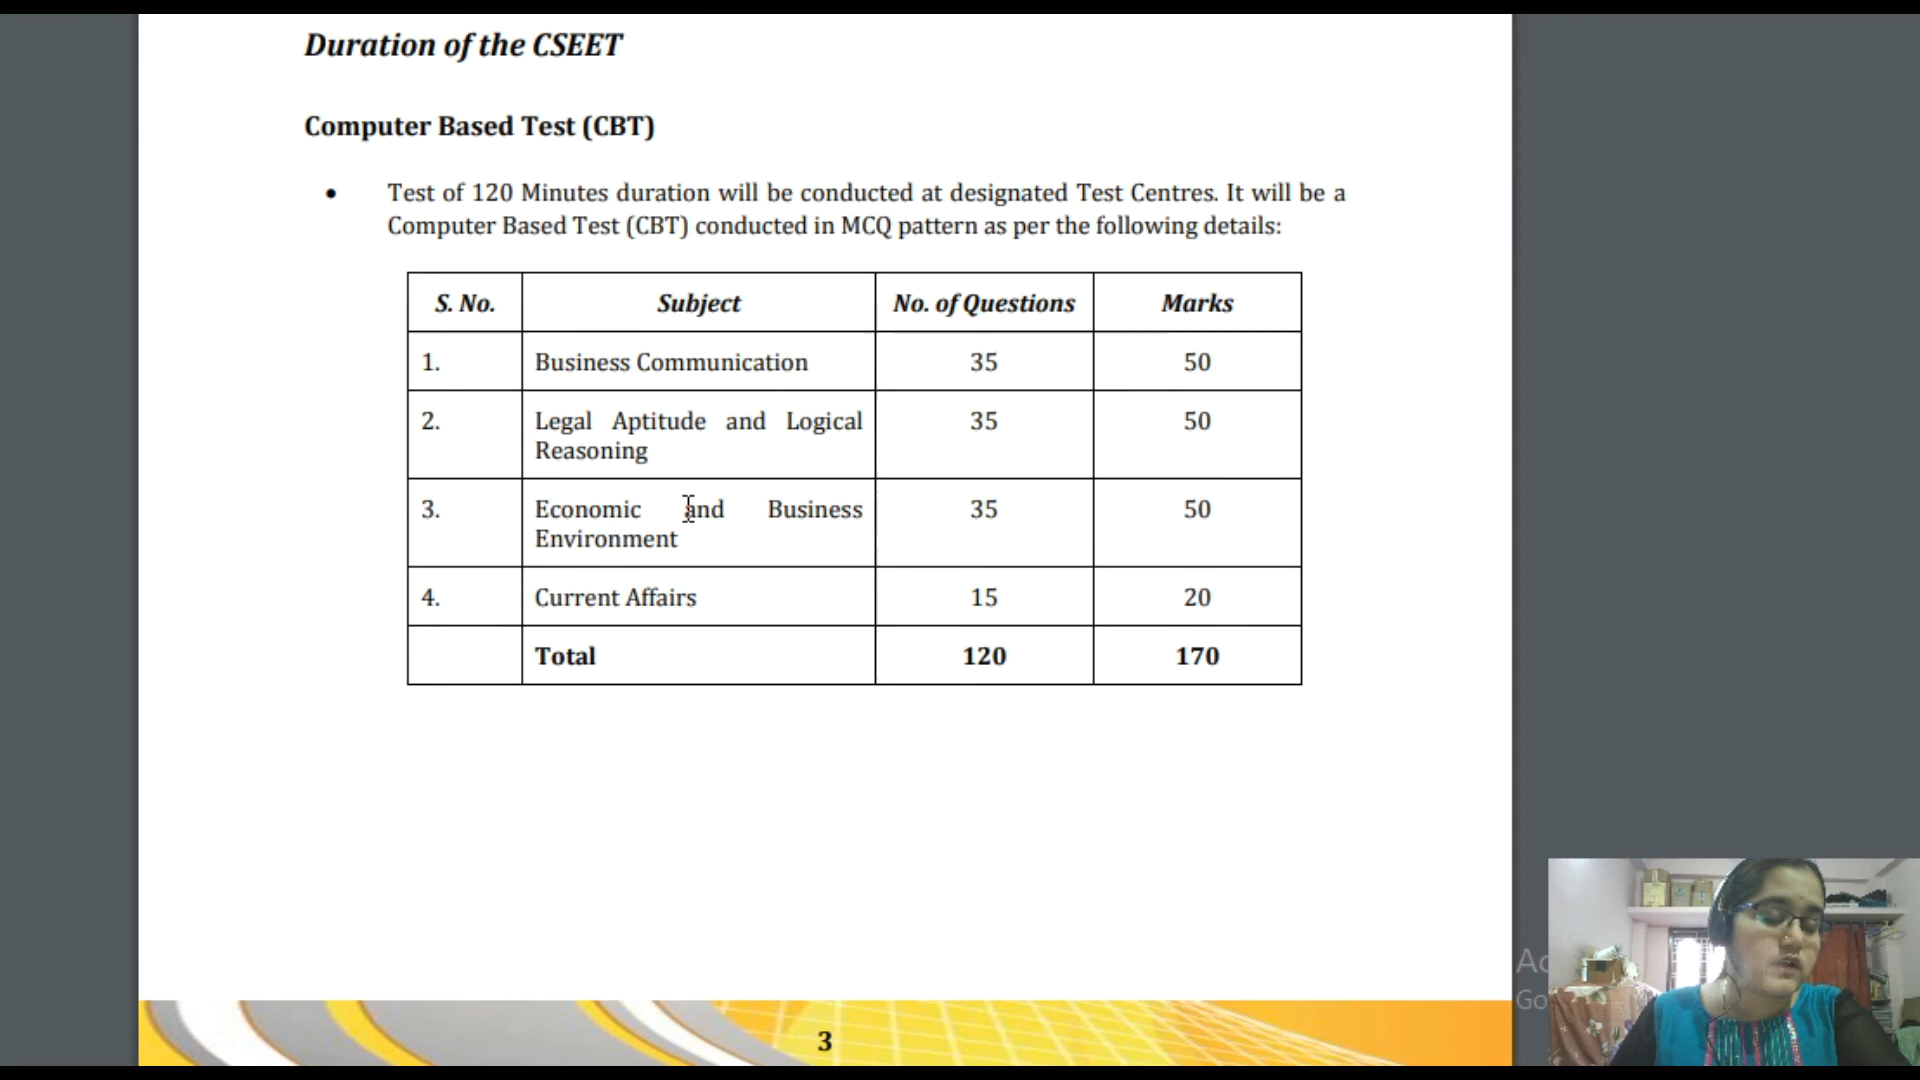 Duration of the CSEET
Computer Based Test (CBT)
• Test of 120 Minutes duration will be conducted at designated Test Centres. It will be a
Computer Based Test (CBT) conducted in MCQ pattern as per the following details:
S. No. Subject No. of Questions Marks
1. Business Communication 35 50
2. Legal Aptitude and Logical 35 50
Reasoning
3. Economic and Business 35 50
Environment
4. Current Affairs 15 20
Total 120 170
3